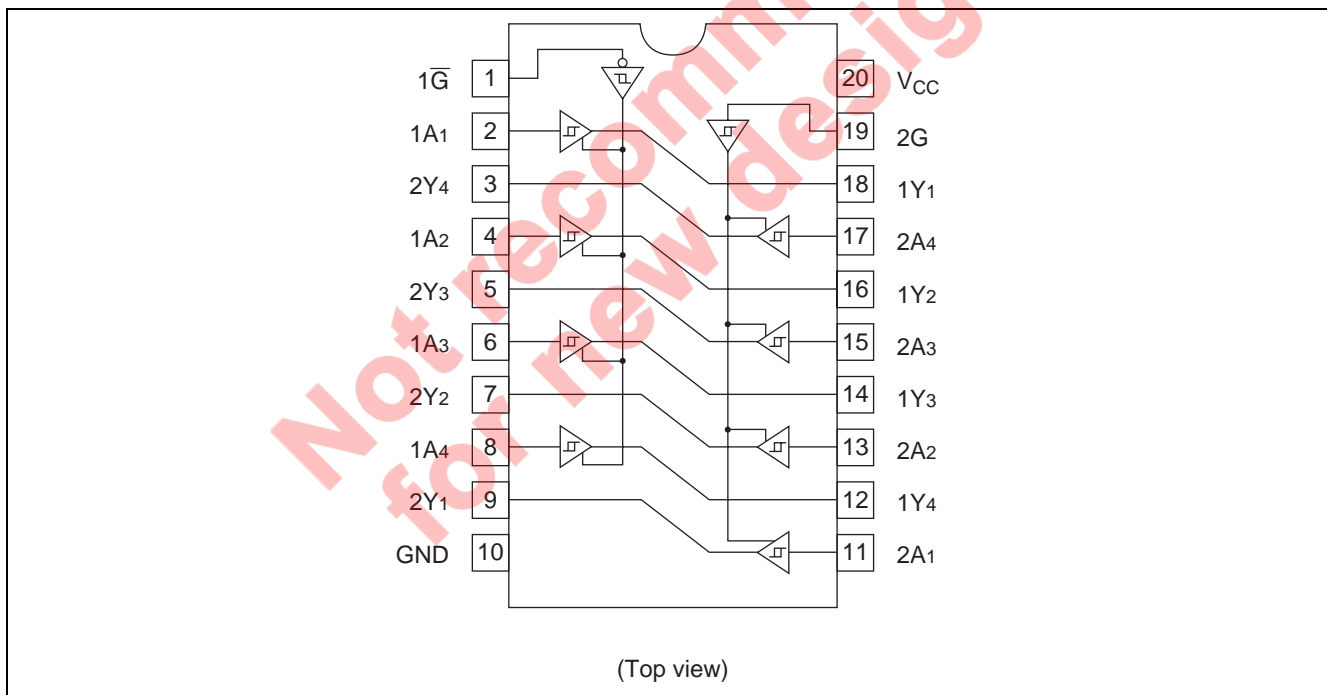 Not recommend
for new design
1G̅ 1 20 VCC
1A1 2 19 2G
2Y4 3 18 1Y1
1A2 4 17 2A4
2Y3 5 16 1Y2
1A3 6 15 2A3
2Y2 7 14 1Y3
1A4 8 13 2A2
2Y1 9 12 1Y4
GND 10 11 2A1
(Top view)